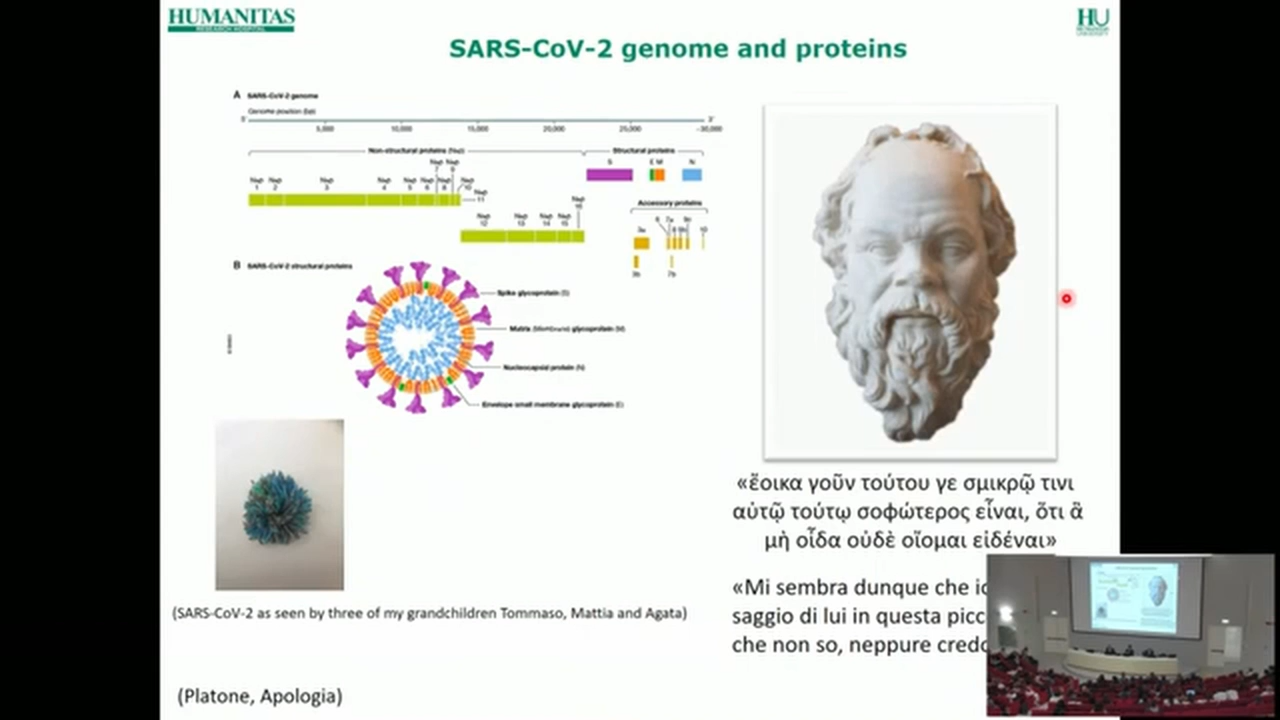 HUMANITAS
RESEARCH HOSPITAL
HU
SARS-CoV-2 genome and proteins
A SARS-CoV-2 genome
Genome position (bp)
5' 5,000 10,000 15,000 20,000 25,000 ~30,000 3'
Non-structural proteins (Nsp)
Structural proteins
S E M N
Nsp 7 Nsp 9
Nsp 1 Nsp 2 Nsp 3 Nsp 4 Nsp 5 Nsp 6 Nsp 8 Nsp 10
Nsp 11
Nsp 12 Nsp 13 Nsp 14 Nsp 15 Nsp 16
Accessory proteins
3a 6 7a 8 9b 10
3b 7b
B SARS-CoV-2 structural proteins
Spike glycoprotein (S)
Matrix (Membrane) glycoprotein (M)
Nucleocapsid protein (N)
Envelope small membrane glycoprotein (E)
«ἔοικα γοῦν τούτου γε σμικρῷ τινι
αὐτῷ τούτῳ σοφώτερος εἶναι, ὅτι ἃ
μὴ οἶδα οὐδὲ οἴομαι εἰδέναι»
«Mi sembra dunque che
saggio di lui in questa picc
che non so, neppure cred
(SARS-CoV-2 as seen by three of my grandchildren Tommaso, Mattia and Agata)
(Platone, Apologia)